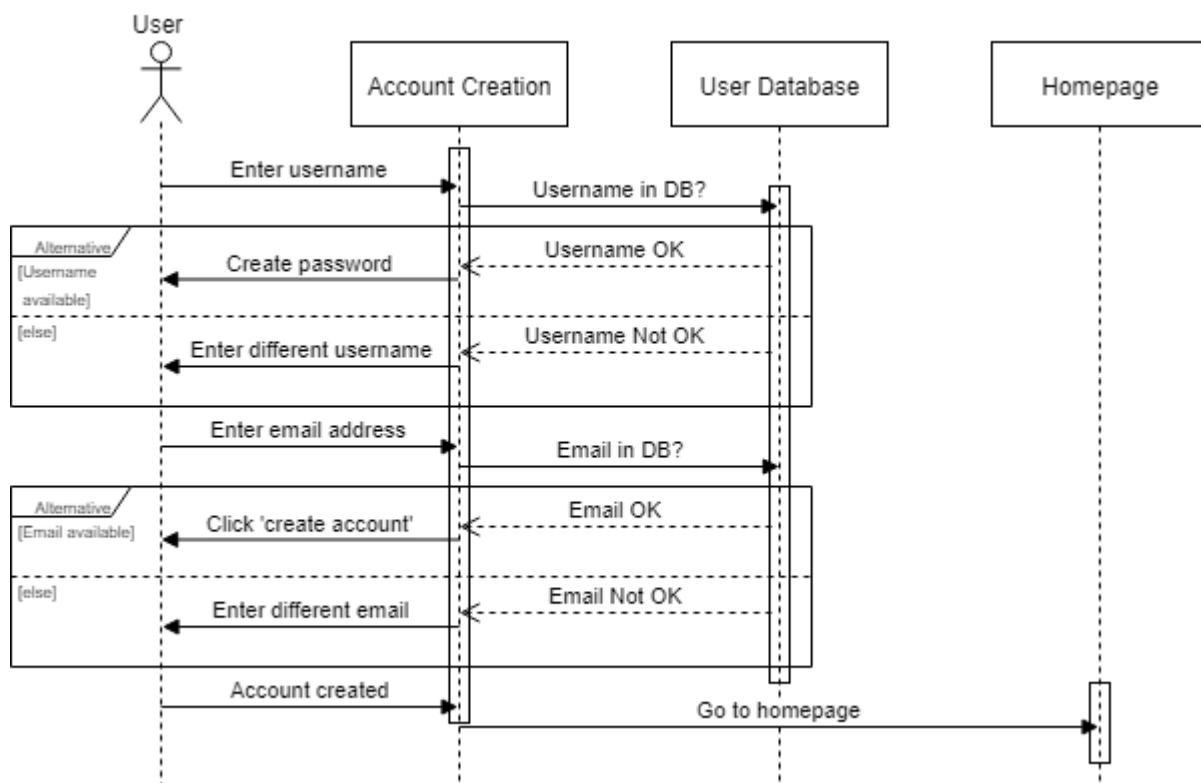 User
Account Creation
User Database
Homepage
Enter username
Username in DB?
Alternative
[Username
available]
Username OK
Create password
[else]
Username Not OK
Enter different username
Enter email address
Email in DB?
Alternative
[Email available]
Email OK
Click 'create account'
[else]
Email Not OK
Enter different email
Account created
Go to homepage